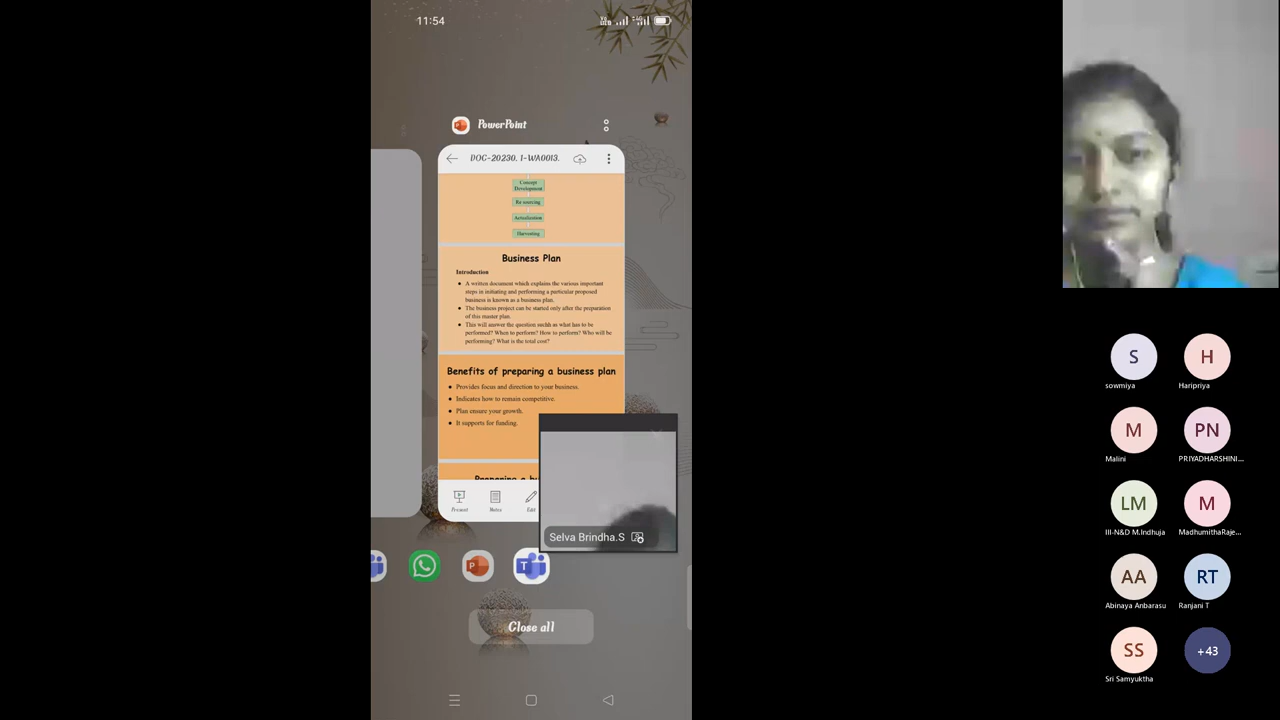 11:54
PowerPoint
DOC-20230. 1-WA0013.
Concept
Development
Re sourcing
Actualization
Harvesting
Business Plan
Introduction
A written document which explains the various important
steps in initiating and performing a particular proposed
business is known as a business plan.
The business project can be started only after the preparation
of this master plan.
This will answer the question suchh as what has to be
performed? When to perform? How to perform? Who will be
performing? What is the total cost?
Benefits of preparing a business plan
Provides focus and direction to your business.
Indicates how to remain competitive.
Plan ensure your growth.
It supports for funding.
Present
Notes
Edit
Selva Brindha.S
Close all
S
sowmiya
H
Haripriya
M
Malini
PN
PRIYADHARSHINI...
LM
III-N&D M.Indhuja
M
MadhumithaRaje...
AA
Abinaya Anbarasu
RT
Ranjani T
SS
Sri Samyuktha
+43